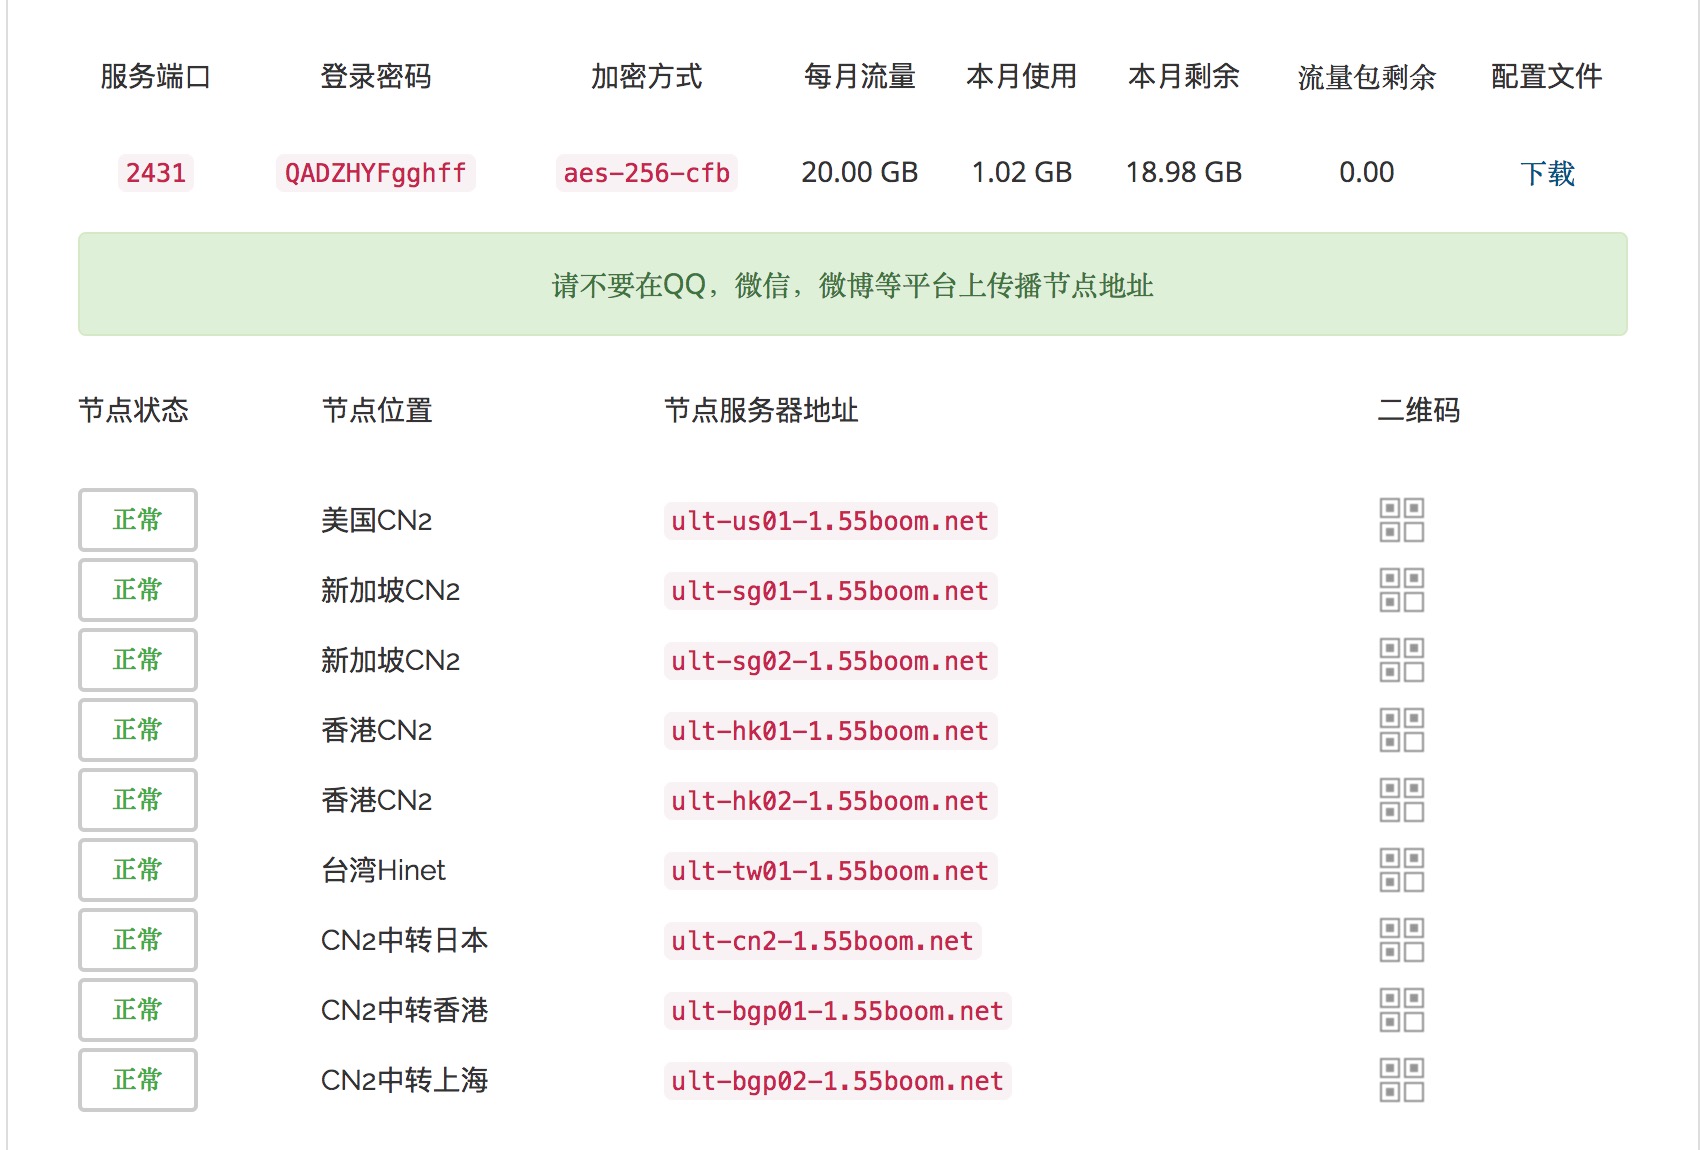 服务端口 登录密码 加密方式 每月流量 本月使用 本月剩余 流量包剩余 配置文件
2431 QADZHYFgghff aes-256-cfb 20.00 GB 1.02 GB 18.98 GB 0.00 下载
请不要在QQ，微信，微博等平台上传播节点地址
节点状态 节点位置 节点服务器地址 二维码
正常 美国CN2 ult-us01-1.55boom.net
正常 新加坡CN2 ult-sg01-1.55boom.net
正常 新加坡CN2 ult-sg02-1.55boom.net
正常 香港CN2 ult-hk01-1.55boom.net
正常 香港CN2 ult-hk02-1.55boom.net
正常 台湾Hinet ult-tw01-1.55boom.net
正常 CN2中转日本 ult-cn2-1.55boom.net
正常 CN2中转香港 ult-bgp01-1.55boom.net
正常 CN2中转上海 ult-bgp02-1.55boom.net